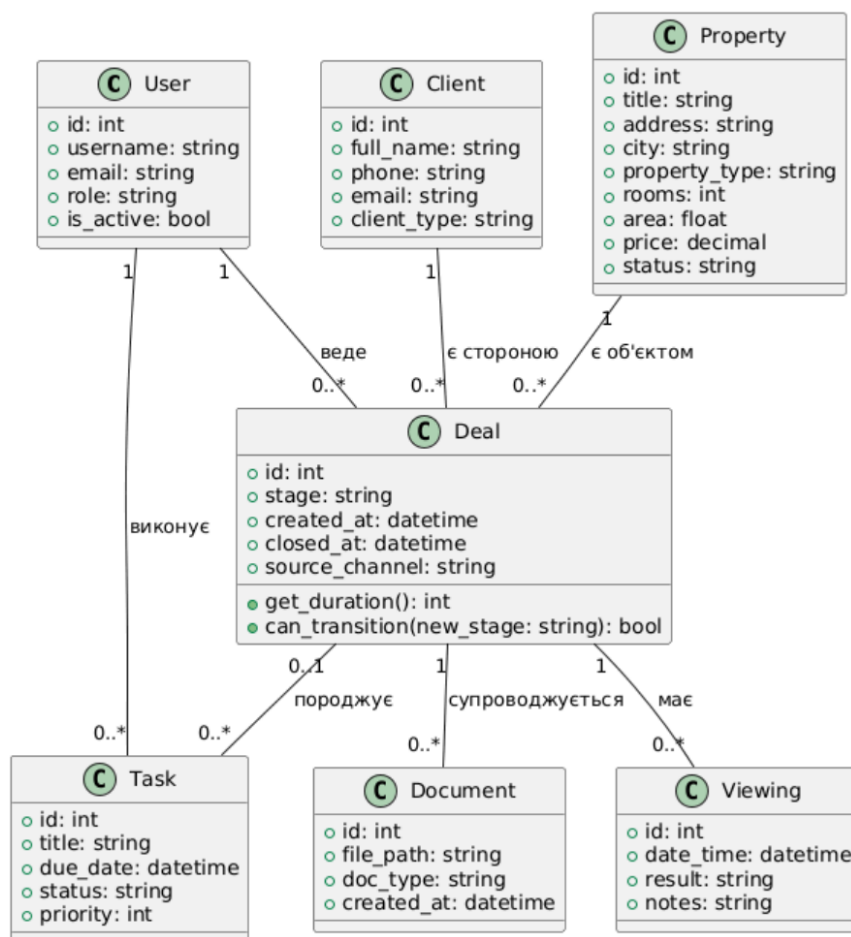 C User
+ id: int
+ username: string
+ email: string
+ role: string
+ is_active: bool
C Client
+ id: int
+ full_name: string
+ phone: string
+ email: string
+ client_type: string
C Property
+ id: int
+ title: string
+ address: string
+ city: string
+ property_type: string
+ rooms: int
+ area: float
+ price: decimal
+ status: string
1
1
1
1
веде
є стороною
є об'єктом
0..*
0..*
0..*
C Deal
id: int
stage: string
created_at: datetime
closed_at: datetime
source_channel: string
get_duration(): int
can_transition(new_stage: string): bool
виконує
0..1
1
1
породжує
супроводжується
має
0..*
0..*
0..*
0..*
C Task
id: int
title: string
due_date: datetime
status: string
priority: int
C Document
id: int
file_path: string
doc_type: string
created_at: datetime
C Viewing
id: int
date_time: datetime
result: string
notes: string